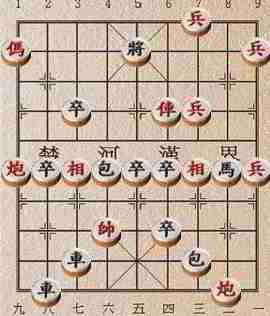 1 2 3 4 5 6 7 8 9
兵
傌 將 兵
卒 俥 兵
楚 河 漢 界
炮 卒 相 包 卒 卒 相 馬 兵
帥 卒
車 包
車 炮
九 八 七 六 五 四 三 二 一